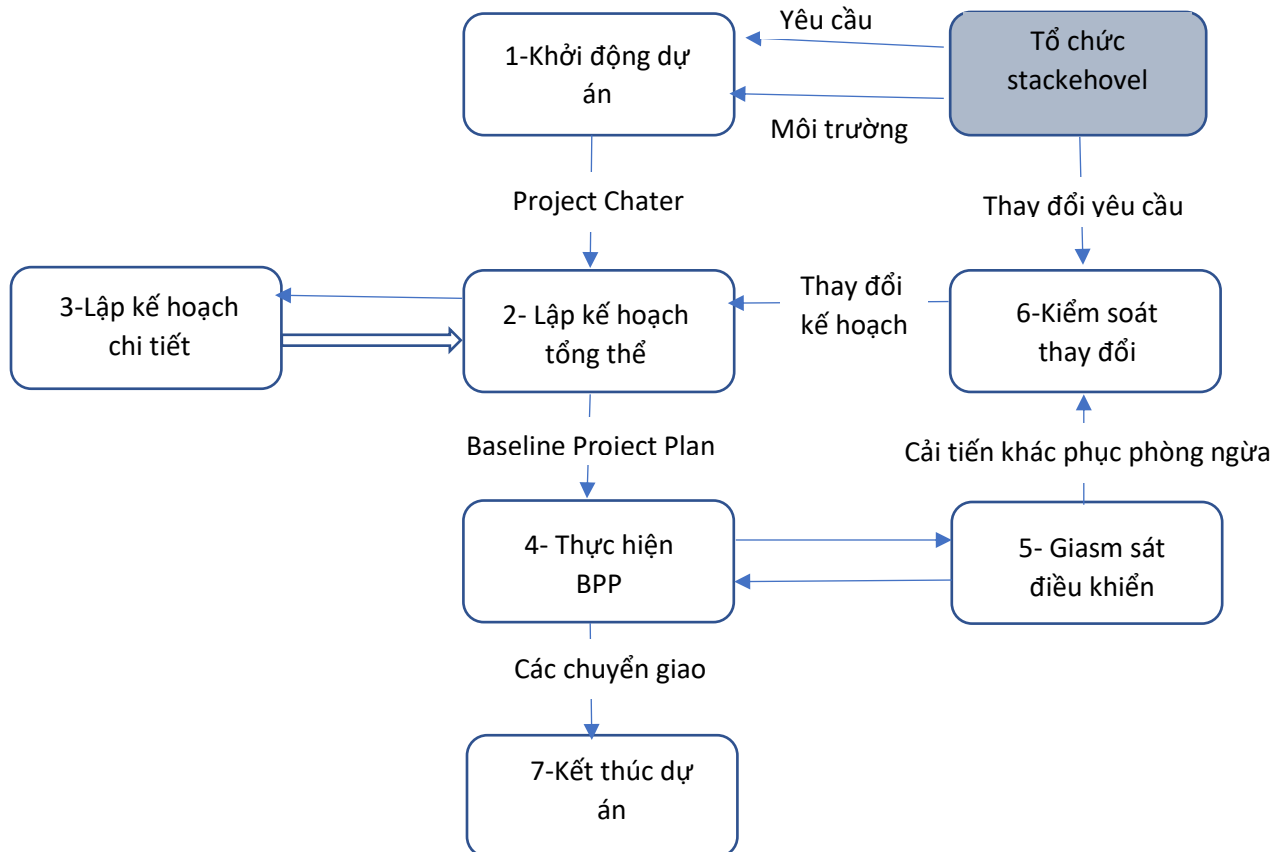 Yêu cầu
1-Khởi động dự
án
Tổ chức
stackehovel
Môi trường
Project Chater
Thay đổi yêu cầu
3-Lập kế hoạch
chi tiết
2- Lập kế hoạch
tổng thể
Thay đổi
kế hoạch
6-Kiểm soát
thay đổi
Baseline Project Plan
Cải tiến khác phục phòng ngừa
4- Thực hiện
BPP
5- Giasm sát
điều khiển
Các chuyển giao
7-Kết thúc dự
án